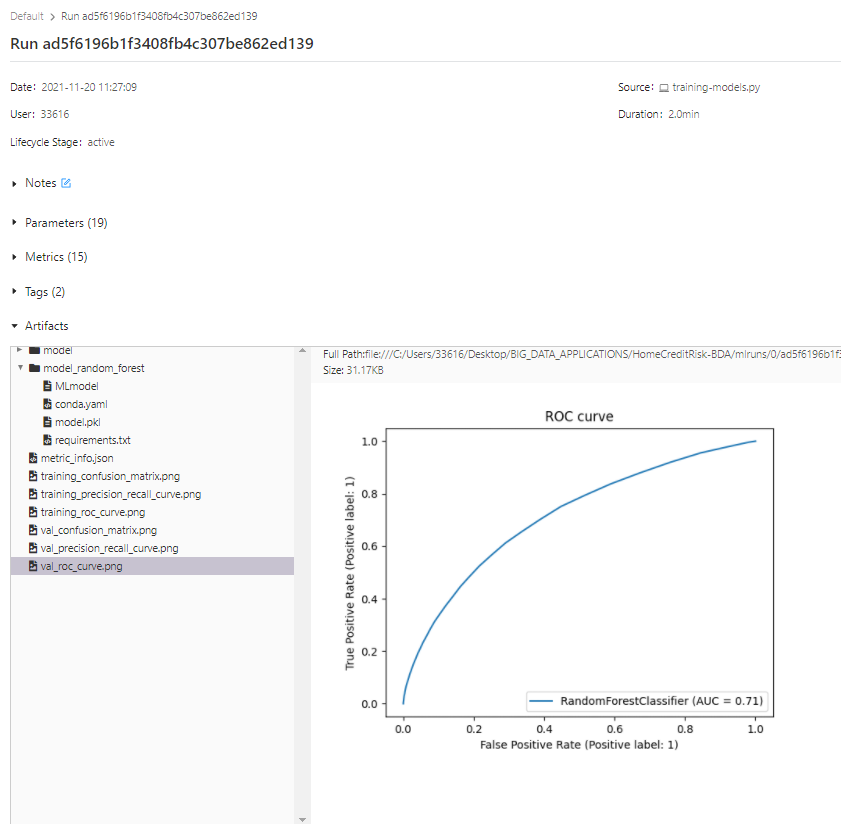 Default > Run ad5f6196b1f3408fb4c307be862ed139
Run ad5f6196b1f3408fb4c307be862ed139
Date: 2021-11-20 11:27:09
Source: training-models.py
User: 33616
Duration: 2.0min
Lifecycle Stage: active
Notes
Parameters (19)
Metrics (15)
Tags (2)
Artifacts
model
model_random_forest
MLmodel
conda.yaml
model.pkl
requirements.txt
metric_info.json
training_confusion_matrix.png
training_precision_recall_curve.png
training_roc_curve.png
val_confusion_matrix.png
val_precision_recall_curve.png
val_roc_curve.png
Full Path:file:///C:/Users/33616/Desktop/BIG_DATA_APPLICATIONS/HomeCreditRisk-BDA/mlruns/0/ad5f6196b1f3
Size: 31.17KB
ROC curve
True Positive Rate (Positive label: 1)
1.0
0.8
0.6
0.4
0.2
0.0
RandomForestClassifier (AUC = 0.71)
0.0 0.2 0.4 0.6 0.8 1.0
False Positive Rate (Positive label: 1)